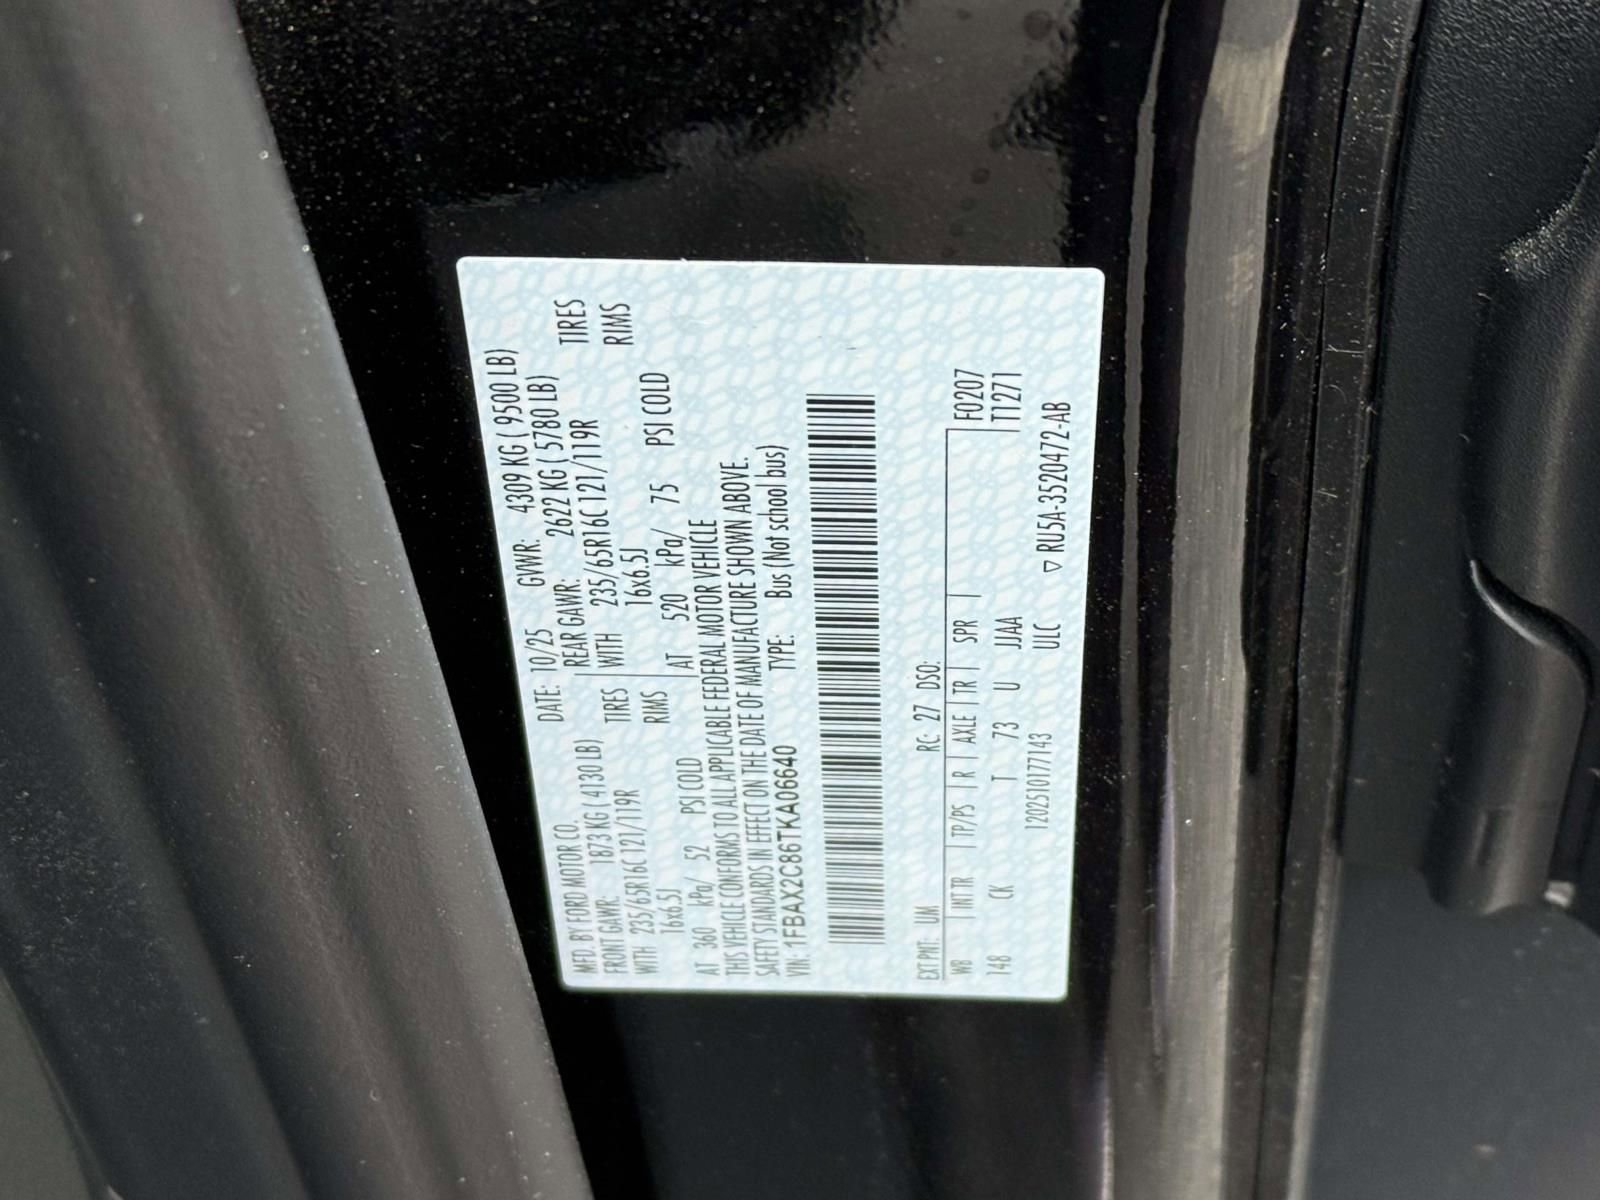 MFD. BY FORD MOTOR CO. DATE: 10/25 GVWR: 4309 KG ( 9500 LB)
FRONT GAWR: 1873 KG ( 4130 LB) REAR GAWR: 2622 KG ( 5780 LB)
WITH 235/65R16C 121/119R TIRES WITH 235/65R16C 121/119R TIRES
16x6.5J RIMS 16x6.5J RIMS
AT 360 kPa/ 52 PSI COLD AT 520 kPa/ 75 PSI COLD
THIS VEHICLE CONFORMS TO ALL APPLICABLE FEDERAL MOTOR VEHICLE
SAFETY STANDARDS IN EFFECT ON THE DATE OF MANUFACTURE SHOWN ABOVE.
VIN: 1FBAX2C86TKA06640 TYPE: Bus (Not school bus)
EXT PNT: UM RC: 27 DSO:
WB INT TR TP/PS R AXLE TR SPR F0207
148 CK T 73 U JJAA T1271
12025101771​43 ULC ▽ RU5A-3520472-AB